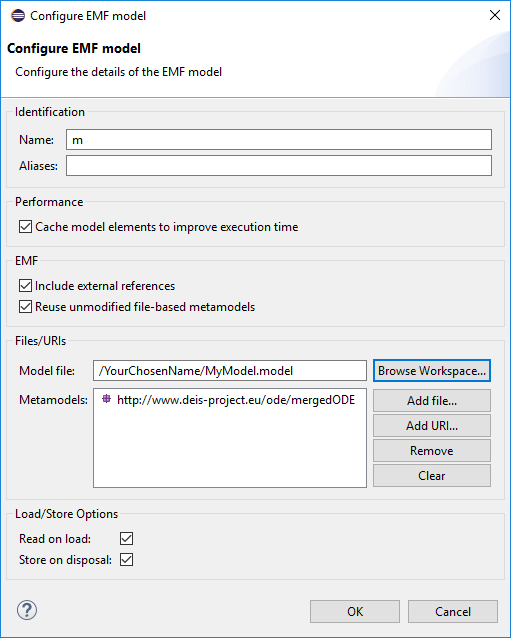 Configure EMF model
Configure EMF model
Configure the details of the EMF model
Identification
Name: m
Aliases:
Performance
Cache model elements to improve execution time
EMF
Include external references
Reuse unmodified file-based metamodels
Files/URIs
Model file: /YourChosenName/MyModel.model Browse Workspace...
Metamodels: http://www.deis-project.eu/ode/mergedODE Add file...
Add URI...
Remove
Clear
Load/Store Options
Read on load:
Store on disposal:
? OK Cancel